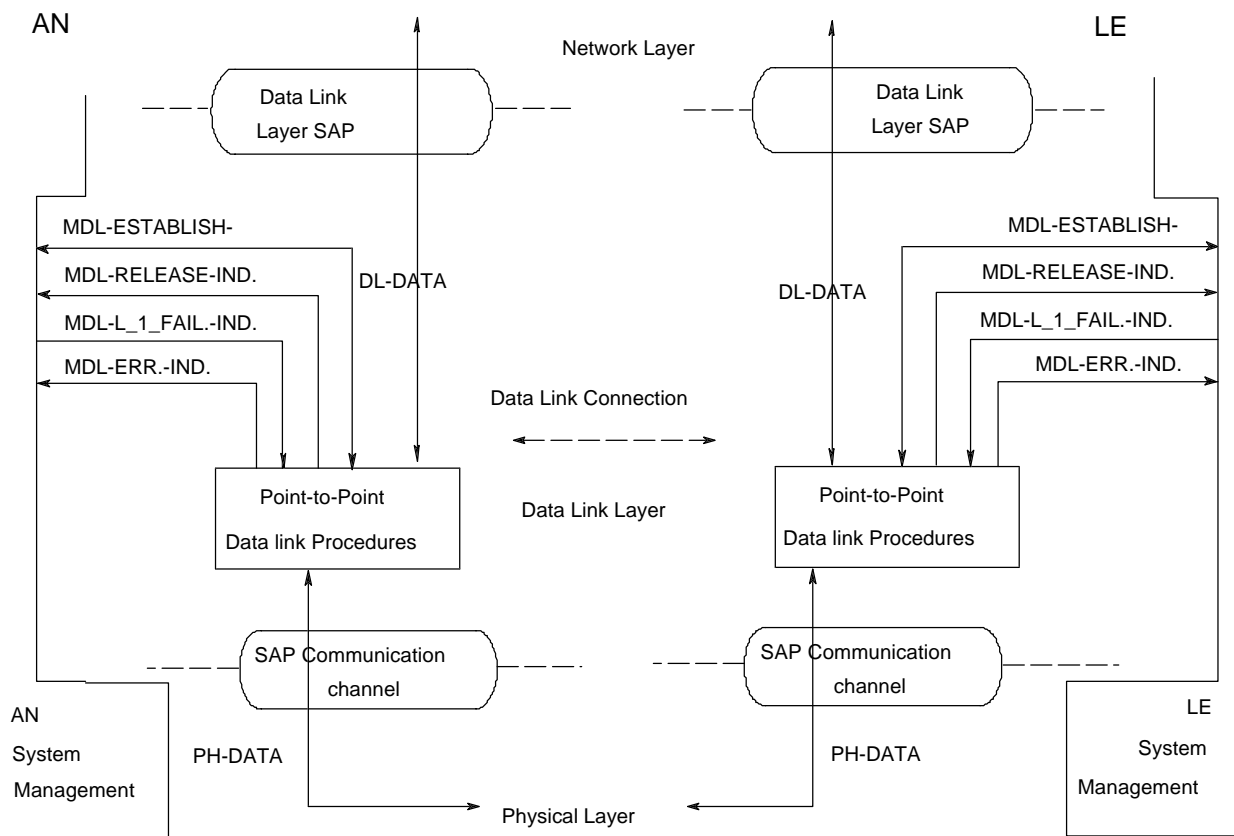 AN
LE
Network Layer
Data Link
Layer SAP
Data Link
Layer SAP
MDL-ESTABLISH-
MDL-RELEASE-IND.
MDL-L_1_FAIL.-IND.
MDL-ERR.-IND.
DL-DATA
DL-DATA
MDL-ESTABLISH-
MDL-RELEASE-IND.
MDL-L_1_FAIL.-IND.
MDL-ERR.-IND.
Data Link Connection
Point-to-Point
Data link Procedures
Data Link Layer
Point-to-Point
Data link Procedures
SAP Communication
channel
SAP Communication
channel
AN
System
Management
PH-DATA
Physical Layer
PH-DATA
LE
System
Management